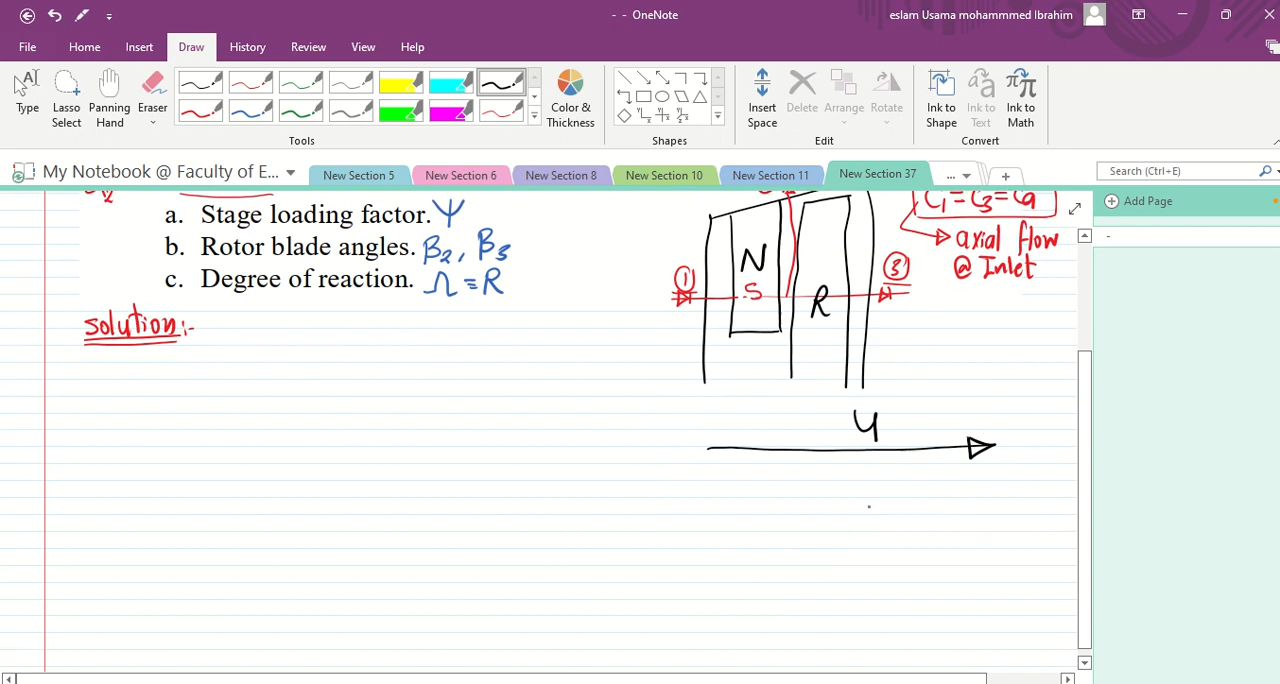 - - OneNote
eslam Usama mohammmed Ibrahim
File Home Insert Draw History Review View Help
Type
Lasso Select
Panning Hand
Eraser
Tools
Color & Thickness
Shapes
Insert Space
Delete
Arrange
Rotate
Edit
Ink to Shape
Ink to Text
Ink to Math
Convert
My Notebook @ Faculty of E...
New Section 5
New Section 6
New Section 8
New Section 10
New Section 11
New Section 37
...
Search (Ctrl+E)
Add Page
-
a. Stage loading factor. Ψ
b. Rotor blade angles. β2, β3
c. Degree of reaction. Λ = R
solution:-
C1 = C3 = Ca
axial flow
@ Inlet
N
S
R
1
3
U